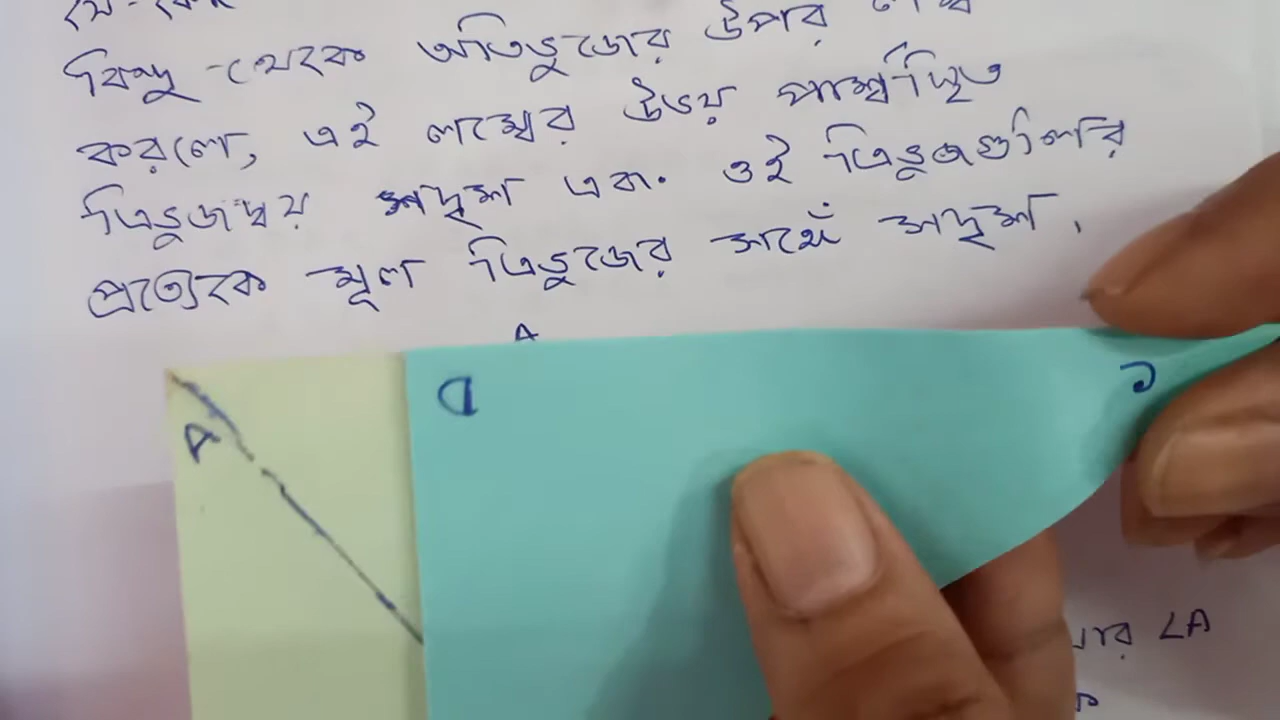 বিন্দু থেকে অতিভুজের উপর লম্ব
করলে, এই লম্বের উভয় পার্শ্বস্থিত
ত্রিভুজদ্বয় সদৃশ এবং ওই ত্রিভুজগুলির
প্রত্যেকে মূল ত্রিভুজের সাথে সদৃশ।
A
D
C
A
∠A